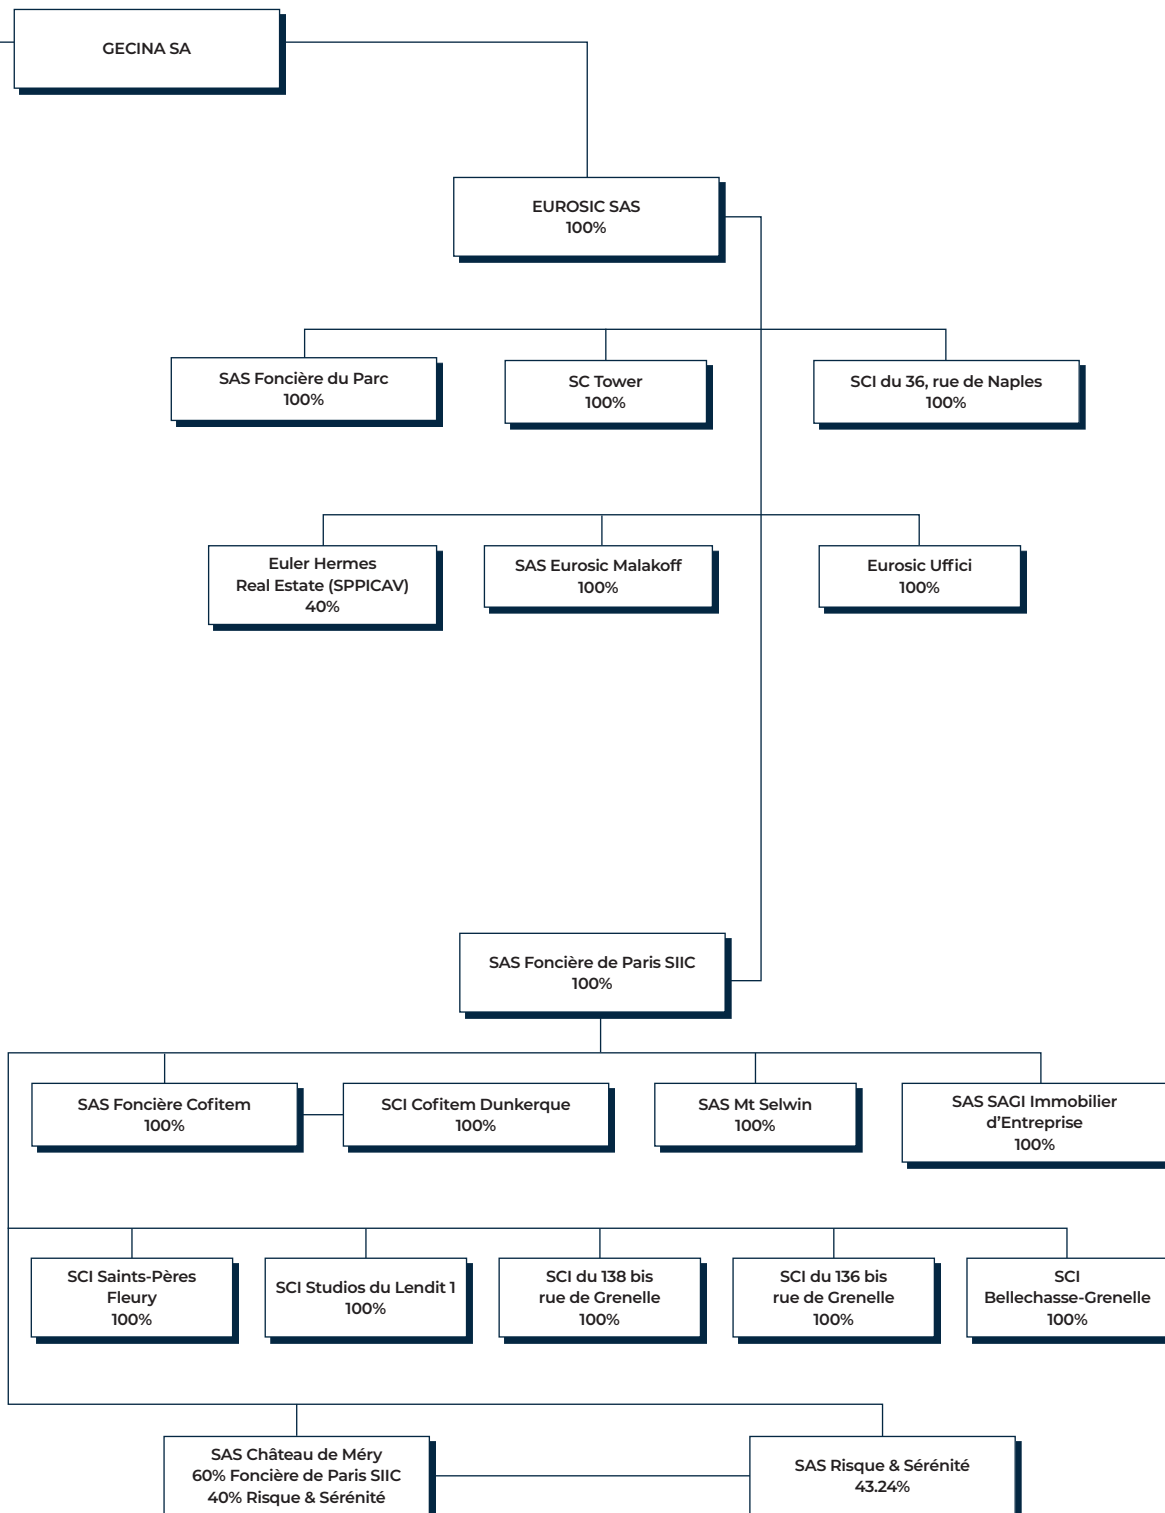 GECINA SA
EUROSIC SAS
100%
SAS Foncière du Parc
100%
SC Tower
100%
SCI du 36, rue de Naples
100%
Euler Hermes
Real Estate (SPPICAV)
40%
SAS Eurosic Malakoff
100%
Eurosic Uffici
100%
SAS Foncière de Paris SIIC
100%
SAS Foncière Cofitem
100%
SCI Cofitem Dunkerque
100%
SAS Mt Selwin
100%
SAS SAGI Immobilier
d’Entreprise
100%
SCI Saints-Pères
Fleury
100%
SCI Studios du Lendit 1
100%
SCI du 138 bis
rue de Grenelle
100%
SCI du 136 bis
rue de Grenelle
100%
SCI
Bellechasse-Grenelle
100%
SAS Château de Méry
60% Foncière de Paris SIIC
40% Risque & Sérénité
SAS Risque & Sérénité
43.24%